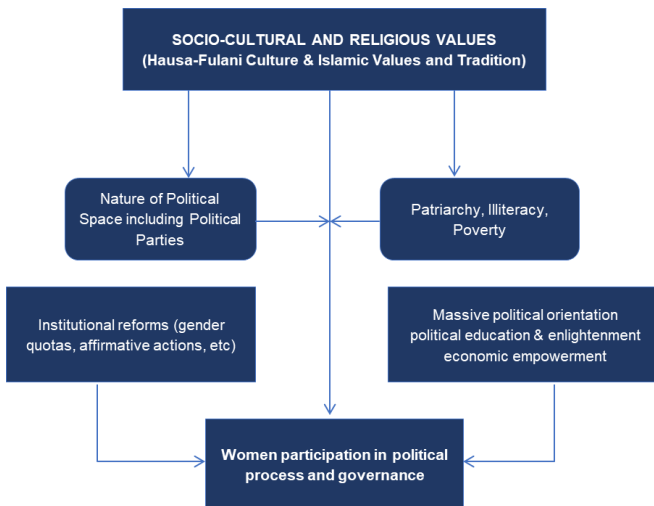 SOCIO-CULTURAL AND RELIGIOUS VALUES
(Hausa-Fulani Culture & Islamic Values and Tradition)
Nature of Political
Space including Political
Parties
Patriarchy, Illiteracy,
Poverty
Institutional reforms (gender
quotas, affirmative actions, etc)
Massive political orientation
political education & enlightenment
economic empowerment
Women participation in political
process and governance